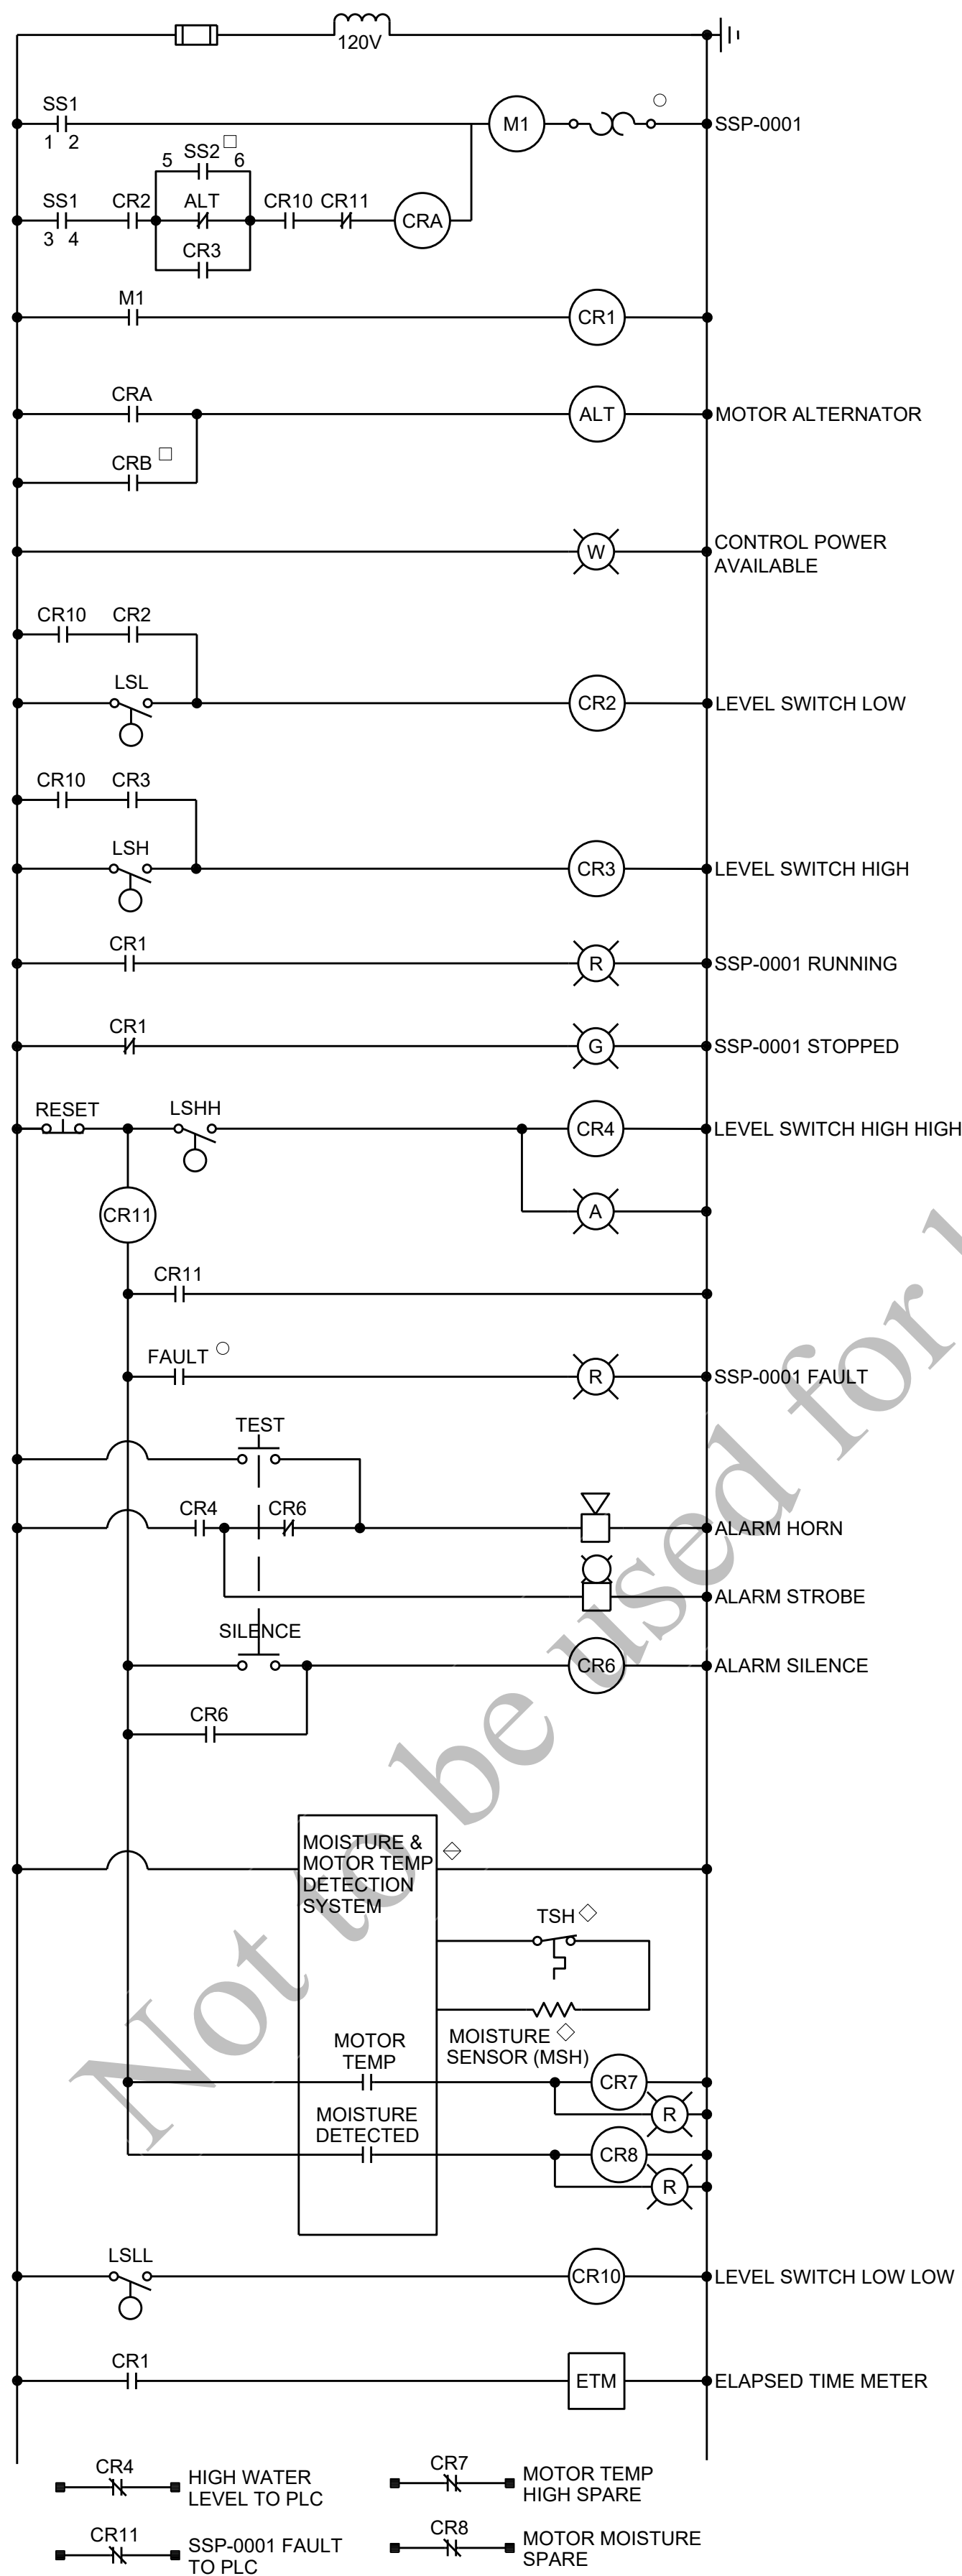 120V
SS1
1 2
M1
SSP-0001
5 SS2 6
SS1
3 4
CR2
ALT
CR3
CR10
CR11
CRA
M1
CR1
CRA
ALT
MOTOR ALTERNATOR
CRB
W
CONTROL POWER
AVAILABLE
CR10
CR2
LSL
CR2
LEVEL SWITCH LOW
CR10
CR3
LSH
CR3
LEVEL SWITCH HIGH
CR1
R
SSP-0001 RUNNING
CR1
G
SSP-0001 STOPPED
RESET
LSHH
CR4
LEVEL SWITCH HIGH HIGH
CR11
A
CR11
FAULT
R
SSP-0001 FAULT
TEST
CR4
CR6
ALARM HORN
ALARM STROBE
SILENCE
CR6
ALARM SILENCE
CR6
MOISTURE &
MOTOR TEMP
DETECTION
SYSTEM
TSH
MOISTURE
SENSOR (MSH)
MOTOR
TEMP
CR7
R
MOISTURE
DETECTED
CR8
R
LSLL
CR10
LEVEL SWITCH LOW LOW
CR1
ETM
ELAPSED TIME METER
CR4
HIGH WATER
LEVEL TO PLC
CR7
MOTOR TEMP
HIGH SPARE
CR11
SSP-0001 FAULT
TO PLC
CR8
MOTOR MOISTURE
SPARE
Not to be used for